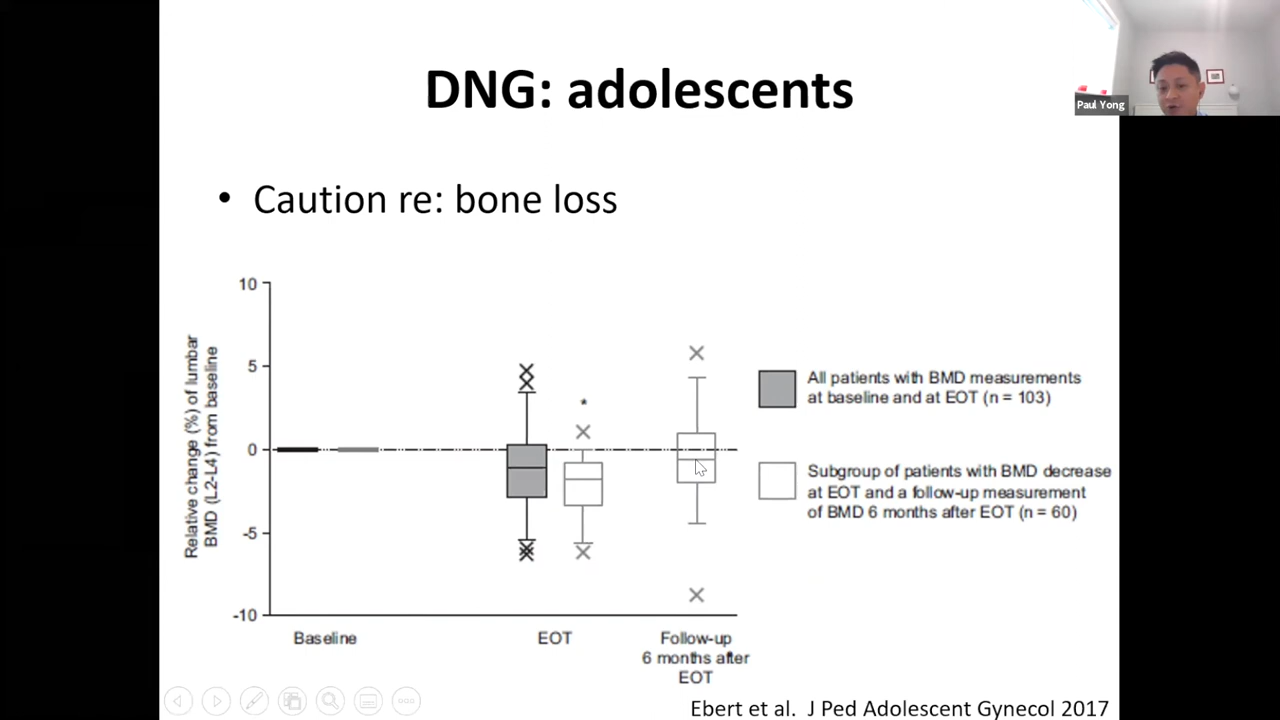 DNG: adolescents
Paul Yong
• Caution re: bone loss
Relative change (%) of lumbar
BMD (L2-L4) from baseline
10
5
0
-5
-10
*
Baseline
EOT
Follow-up
6 months after
EOT
All patients with BMD measurements
at baseline and at EOT (n = 103)
Subgroup of patients with BMD decrease
at EOT and a follow-up measurement
of BMD 6 months after EOT (n = 60)
Ebert et al. J Ped Adolescent Gynecol 2017